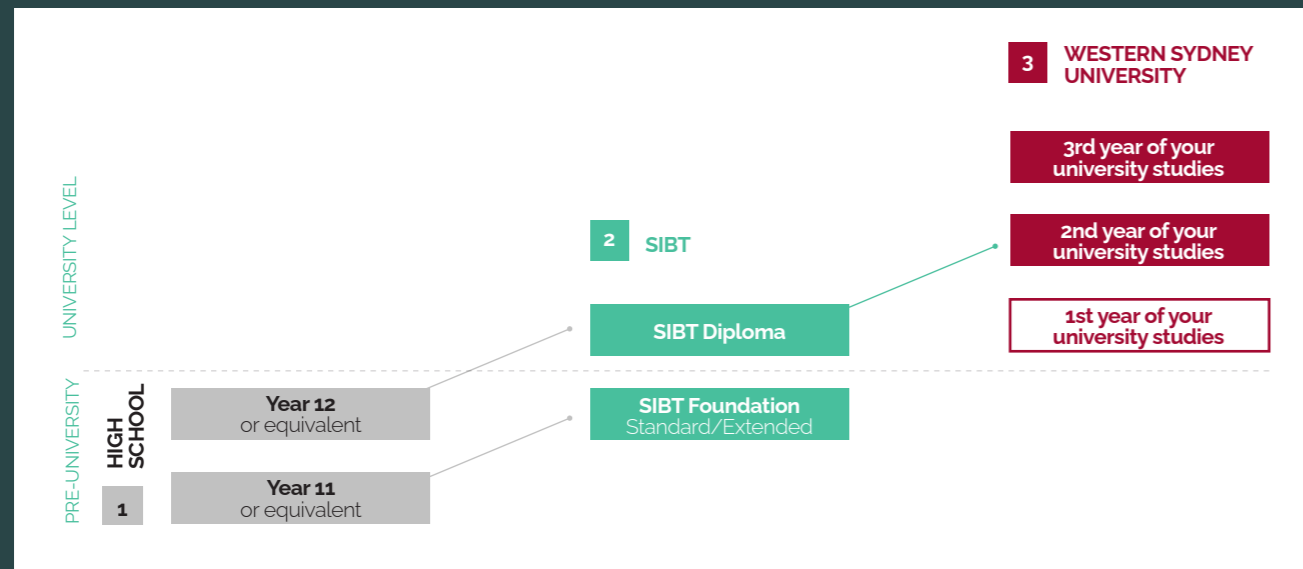 3
WESTERN SYDNEY
UNIVERSITY
3rd year of your
university studies
2nd year of your
university studies
1st year of your
university studies
2
SIBT
SIBT Diploma
SIBT Foundation
Standard/Extended
UNIVERSITY LEVEL
PRE-UNIVERSITY
HIGH
SCHOOL
1
Year 12
or equivalent
Year 11
or equivalent